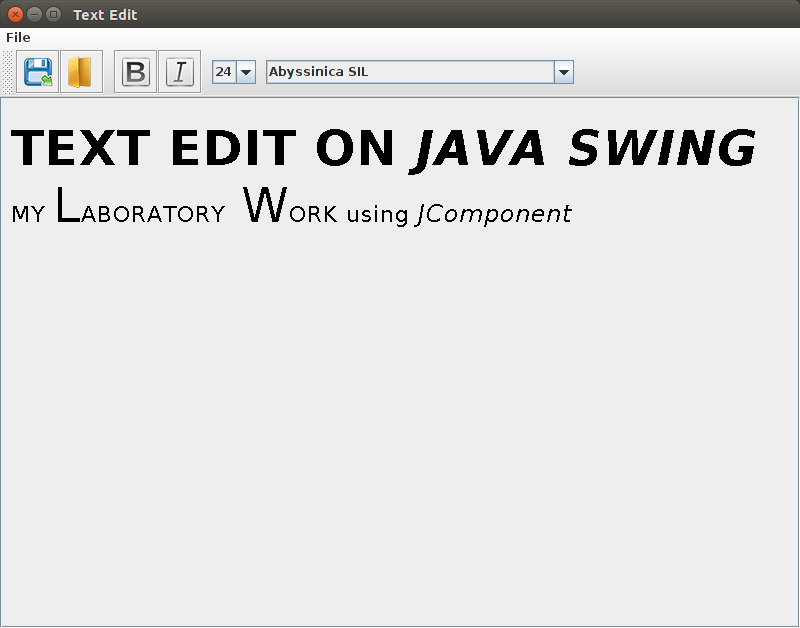 Text Edit
File
B I 24 Abyssinica SIL
TEXT EDIT ON JAVA SWING
MY LABORATORY WORK using JComponent